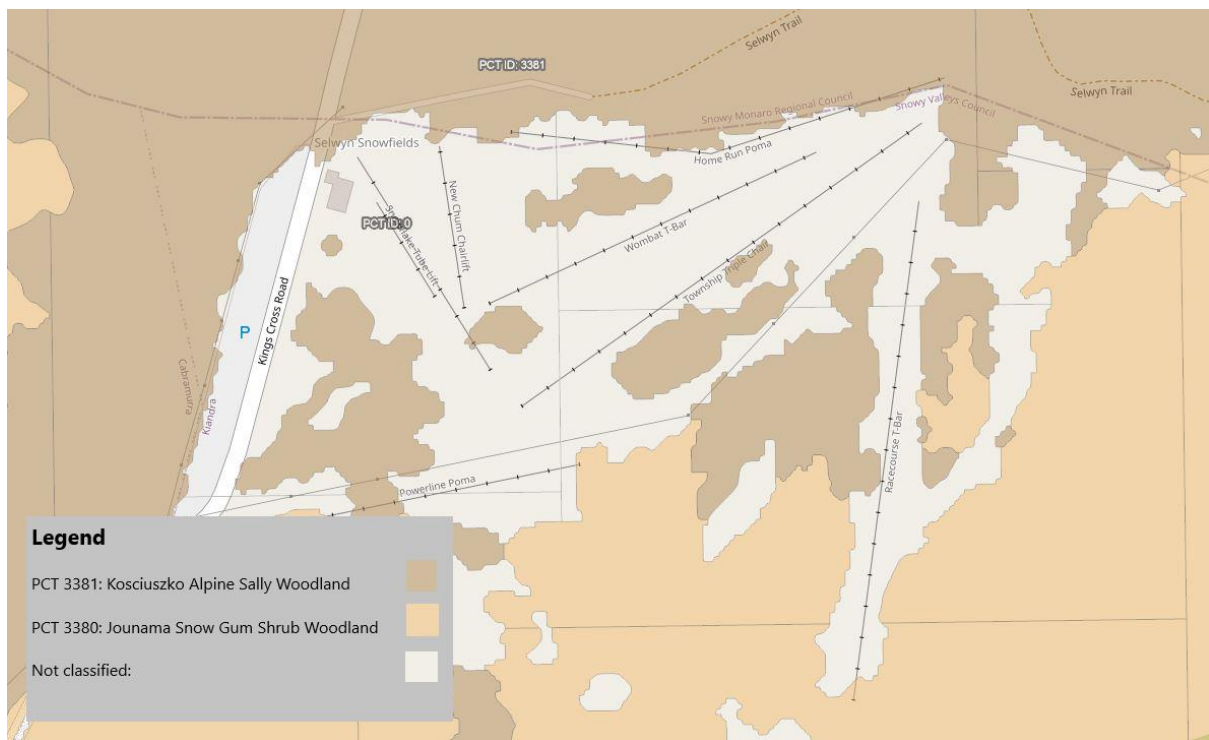 Selwyn Trail
PCT ID: 3381
Selwyn Trail
Snowy Monaro Regional Council
Snowy Valleys Council
Selwyn Snowfields
Home Run Poma
New Chum Chairlift
PCT ID: 0
Tube Lift
Wombat T-Bar
Township Triple Chair
P
Kings Cross Road
Cabramurra
Kiandra
Racecourse T-Bar
Powerline Poma
Legend
PCT 3381: Kosciuszko Alpine Sally Woodland
PCT 3380: Jounama Snow Gum Shrub Woodland
Not classified: